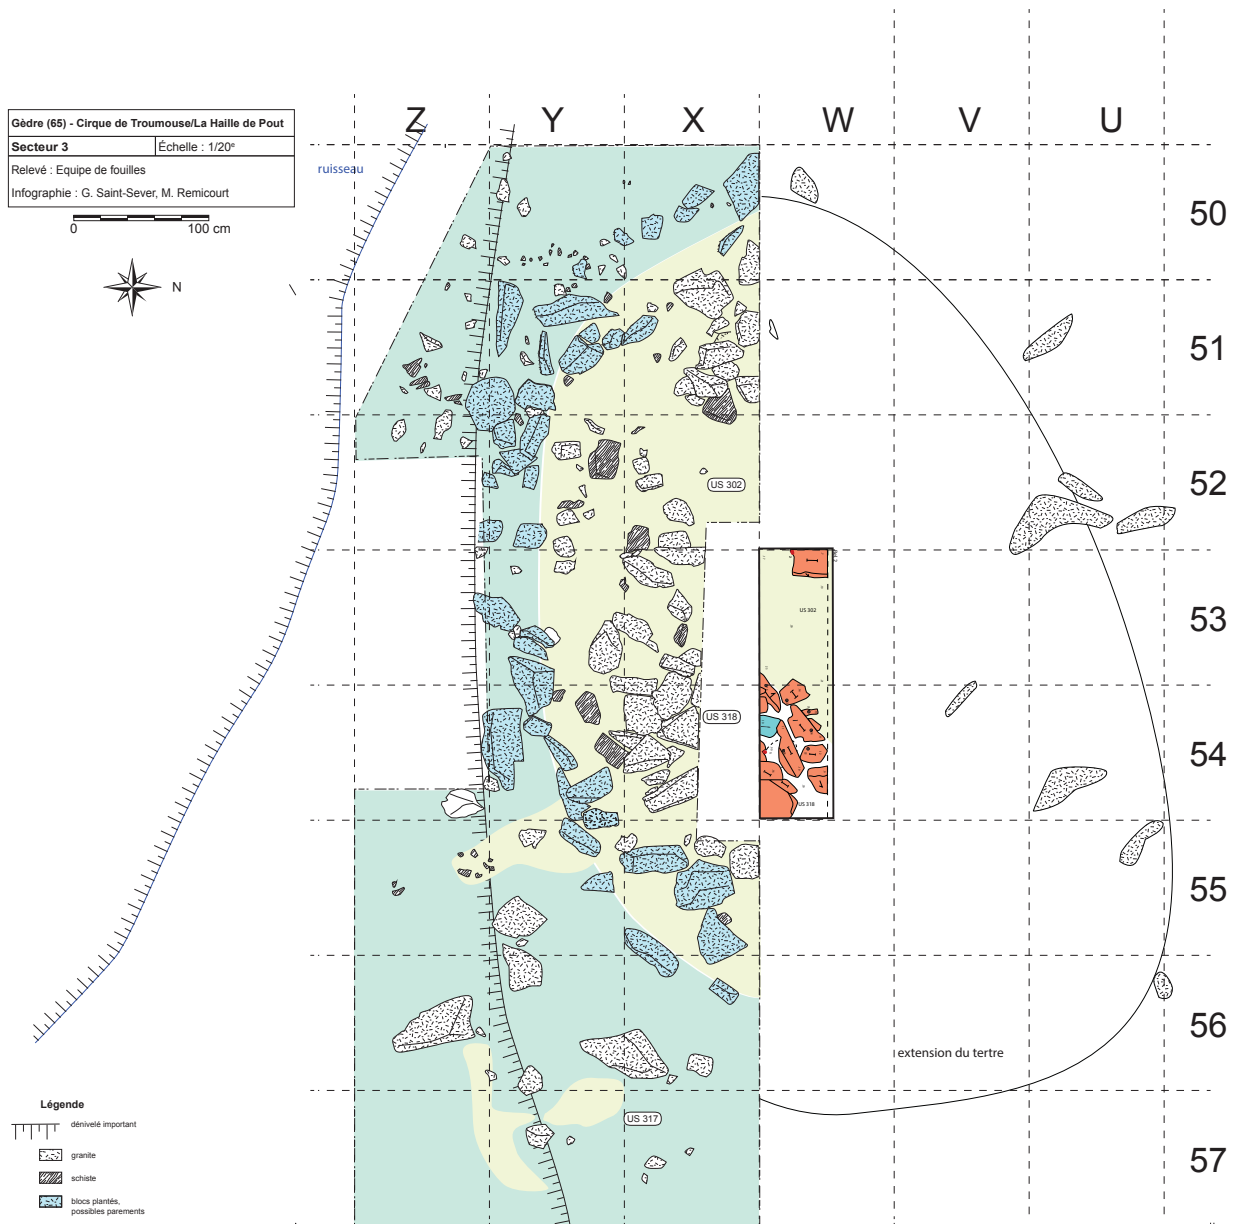 Gèdre (65) - Cirque de Troumouse/La Haille de Pout
Secteur 3 Échelle : 1/20e
Relevé : Equipe de fouilles
Infographie : G. Saint-Sever, M. Remicourt
0 100 cm
N
ruisseau
Z Y X W V U
50
51
52
US 302
53
US 302
54
US 318
US 318
55
56
extension du tertre
57
US 317
Légende
dénivelé important
granite
schiste
blocs plantés,
possibles parements